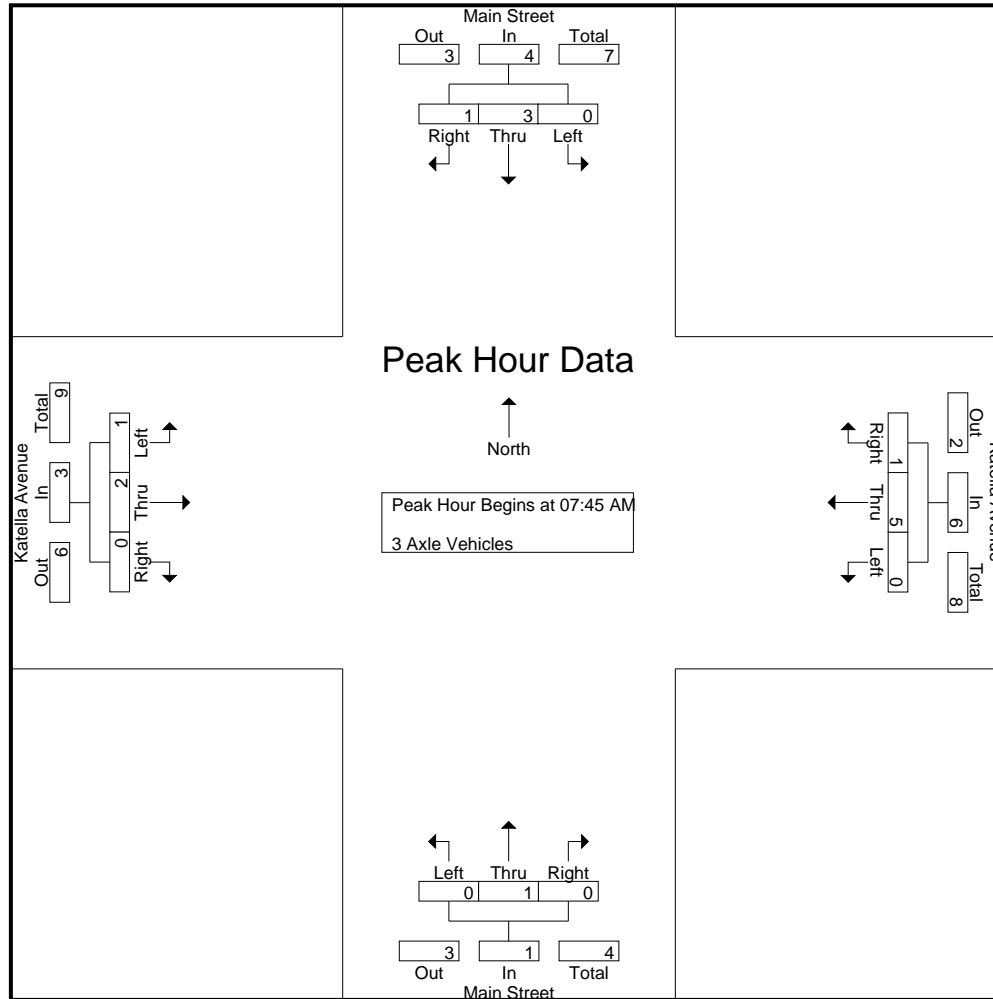 Main Street
Out In Total
3 4 7
1 3 0
Right Thru Left
Peak Hour Data
North
Peak Hour Begins at 07:45 AM
3 Axle Vehicles
Katella Avenue
Out In Total
6 3 9
Left Thru Right
1 2 0
Out In Total
2 6 8
Right Thru Left
1 5 0
Left Thru Right
0 1 0
3 1 4
Out In Total
Main Street